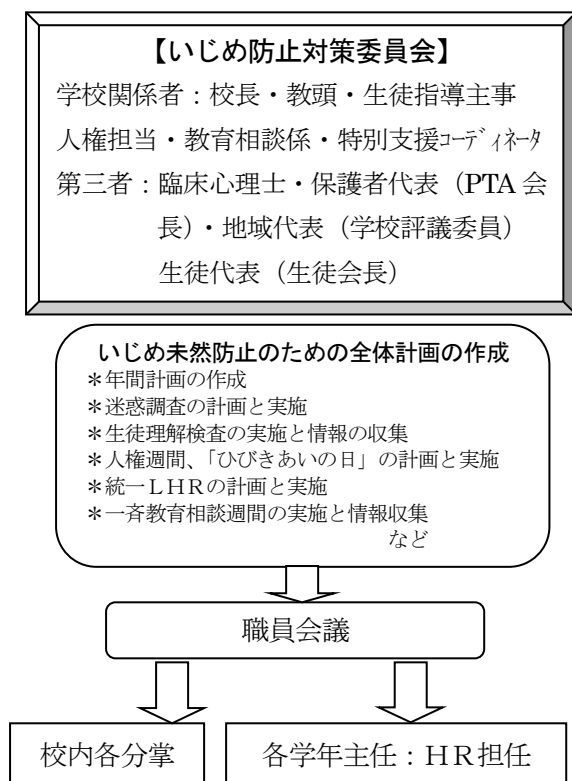 【いじめ防止対策委員会】
学校関係者：校長・教頭・生徒指導主事
人権担当・教育相談係・特別支援ｺｰﾃﾞｨﾈｰﾀ
第三者：臨床心理士・保護者代表（PTA 会
長）・地域代表（学校評議委員）
生徒代表（生徒会長）
いじめ未然防止のための全体計画の作成
＊年間計画の作成
＊迷惑調査の計画と実施
＊生徒理解検査の実施と情報の収集
＊人権週間、「ひびきあいの日」の計画と実施
＊統一ＬＨＲの計画と実施
＊一斉教育相談週間の実施と情報収集
など
職員会議
校内各分掌
各学年主任：ＨＲ担任